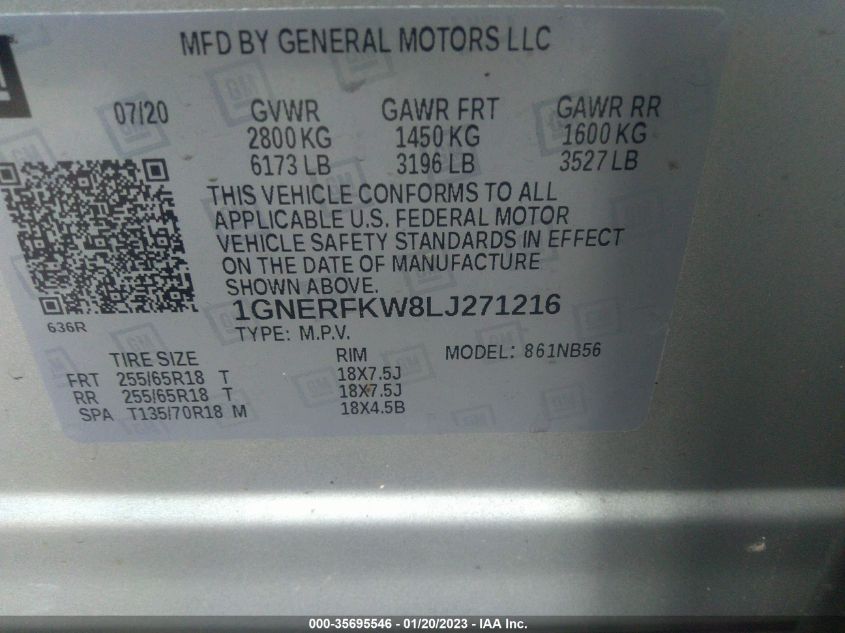 MFD BY GENERAL MOTORS LLC
07/20 GVWR GAWR FRT GAWR RR
2800 KG 1450 KG 1600 KG
6173 LB 3196 LB 3527 LB
THIS VEHICLE CONFORMS TO ALL
APPLICABLE U.S. FEDERAL MOTOR
VEHICLE SAFETY STANDARDS IN EFFECT
ON THE DATE OF MANUFACTURE
SHOWN ABOVE.
1GNERFKW8LJ271216
636R
TYPE: M.P.V.
TIRE SIZE RIM MODEL: 861NB56
FRT 255/65R18 T 18X7.5J
RR 255/65R18 T 18X7.5J
SPA T135/70R18 M 18X4.5B
000-35695546 - 01/20/2023 - IAA Inc.